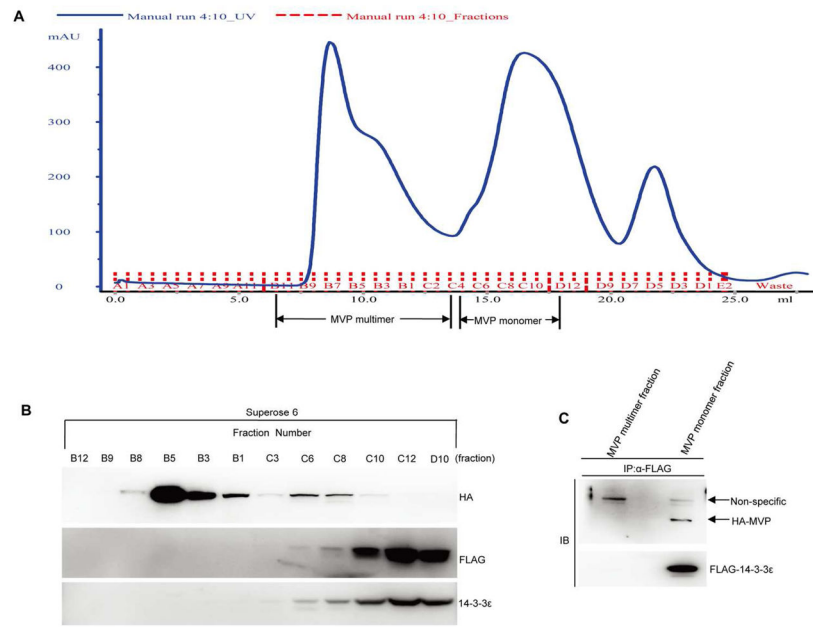 A
Manual run 4:10_UV Manual run 4:10_Fractions
mAU
400
300
200
100
0
A1 A3 A5 A7 A9 A11 B11 B9 B7 B5 B3 B1 C2 C4 C6 C8 C10 D12 D9 D7 D5 D3 D1 E2 Waste
0.0 5.0 10.0 15.0 20.0 25.0 ml
MVP multimer MVP monomer
B
Superose 6
Fraction Number
B12 B9 B8 B5 B3 B1 C3 C6 C8 C10 C12 D10 (fraction)
HA
FLAG
14-3-3ε
C
MVP multimer fraction
MVP monomer fraction
IP:α-FLAG
Non-specific
HA-MVP
IB
FLAG-14-3-3ε